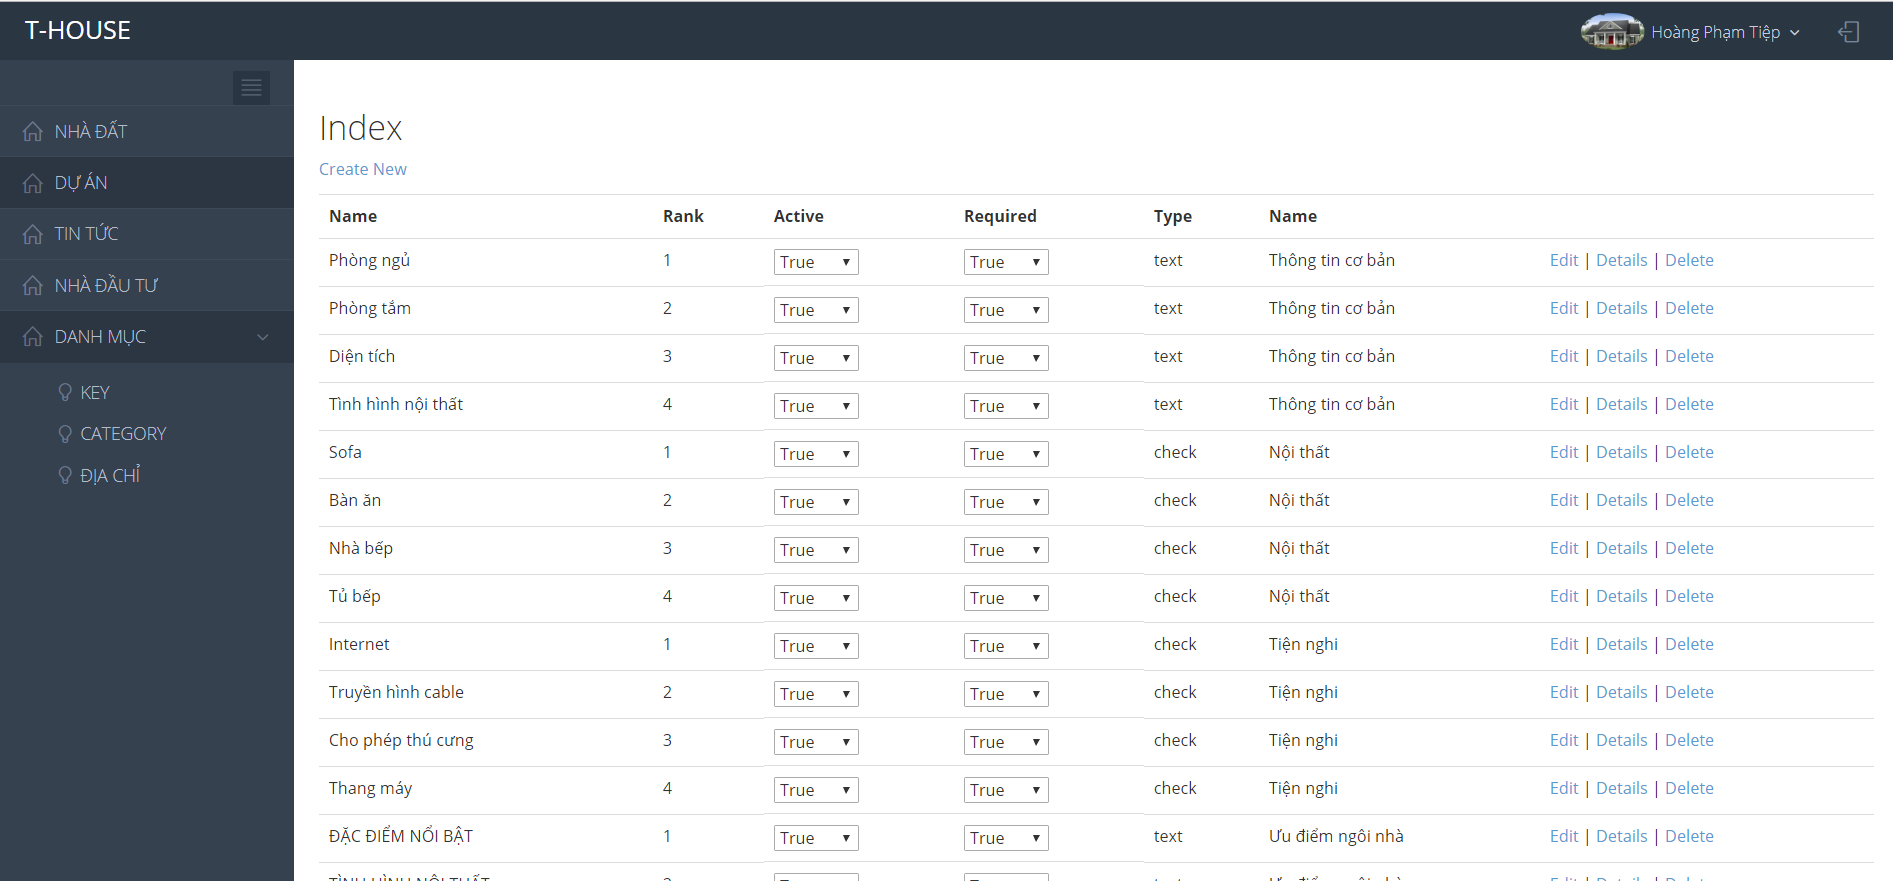 T-HOUSE
Hoàng Phạm Tiệp
NHÀ ĐẤT
DỰ ÁN
TIN TỨC
NHÀ ĐẦU TƯ
DANH MỤC
KEY
CATEGORY
ĐỊA CHỈ
Index
Create New
Name Rank Active Required Type Name
Phòng ngủ 1 True True text Thông tin cơ bản Edit | Details | Delete
Phòng tắm 2 True True text Thông tin cơ bản Edit | Details | Delete
Diện tích 3 True True text Thông tin cơ bản Edit | Details | Delete
Tình hình nội thất 4 True True text Thông tin cơ bản Edit | Details | Delete
Sofa 1 True True check Nội thất Edit | Details | Delete
Bàn ăn 2 True True check Nội thất Edit | Details | Delete
Nhà bếp 3 True True check Nội thất Edit | Details | Delete
Tủ bếp 4 True True check Nội thất Edit | Details | Delete
Internet 1 True True check Tiện nghi Edit | Details | Delete
Truyền hình cable 2 True True check Tiện nghi Edit | Details | Delete
Cho phép thú cưng 3 True True check Tiện nghi Edit | Details | Delete
Thang máy 4 True True check Tiện nghi Edit | Details | Delete
ĐẶC ĐIỂM NỔI BẬT 1 True True text Ưu điểm ngôi nhà Edit | Details | Delete